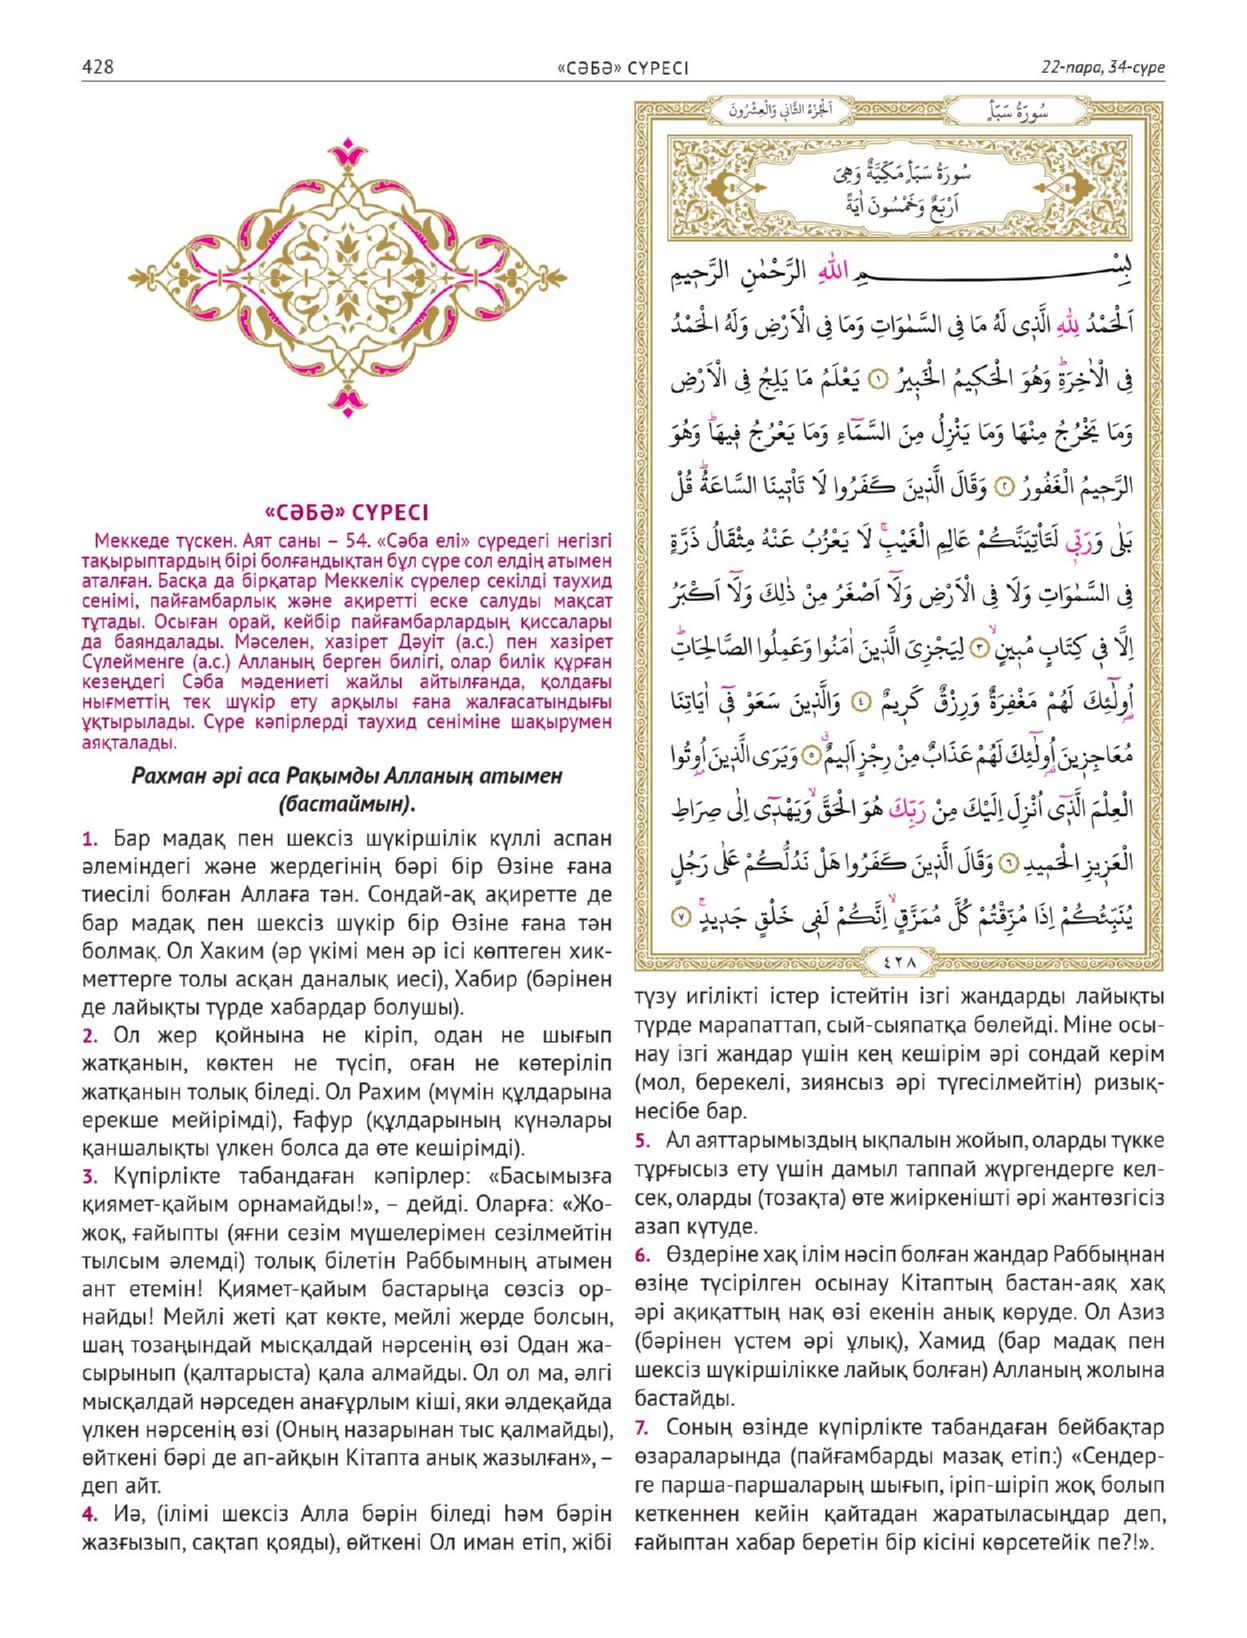 428
«СӘБӘ» СҮРЕСІ
22-пара, 34-сүре
«СӘБӘ» СҮРЕСІ
Меккеде түскен. Аят саны – 54. «Сәба елі» сүредегі негізгі
тақырыптардың бірі болғандықтан бұл сүре сол елдің атымен
аталған. Басқа да бірқатар Меккелік сүрелер секілді таухид
сенімі, пайғамбарлық және ақиретті еске салуды мақсат
тұтады. Осыған орай, кейбір пайғамбарлардың қиссалары
да баяндалады. Мәселен, хазірет Дәуіт (а.с.) пен хазірет
Сүлейменге (а.с.) Алланың берген билігі, олар билік құрған
кезеңдегі Сәба мәдениеті жайлы айтылғанда, қолдағы
нығметтің тек шүкір ету арқылы ғана жалғасатындығы
ұқтырылады. Сүре кәпірлерді таухид сеніміне шақырумен
аяқталады.
Рахман әрі аса Рақымды Алланың атымен
(бастаймын).
1. Бар мадақ пен шексіз шүкіршілік күллі аспан
әлеміндегі және жердегінің бәрі бір Өзіне ғана
тиесілі болған Аллаға тән. Сондай-ақ ақиретте де
бар мадақ пен шексіз шүкір бір Өзіне ғана тән
болмақ. Ол Хаким (әр үкімі мен әр ісі көптеген хик-
меттерге толы асқан даналық иесі), Хабир (бәрінен
де лайықты түрде хабардар болушы).
2. Ол жер қойнына не кіріп, одан не шығып
жатқанын, көктен не түсіп, оған не көтеріліп
жатқанын толық біледі. Ол Рахим (мүмін құлдарына
ерекше мейірімді), Ғафур (құлдарының күнәлары
қаншалықты үлкен болса да өте кешірімді).
3. Күпірлікте табандаған кәпірлер: «Басымызға
қиямет-қайым орнамайды!», – дейді. Оларға: «Жо-
жоқ, ғайыпты (яғни сезім мүшелерімен сезілмейтін
тылсым әлемді) толық білетін Раббымның атымен
ант етемін! Қиямет-қайым бастарыңа сөзсіз ор-
найды! Мейлі жеті қат көкте, мейлі жерде болсын,
шаң тозаңындай мысқалдай нәрсенің өзі Одан жа-
сырынып (қалтарыста) қала алмайды. Ол ол ма, әлгі
мысқалдай нәрседен анағұрлым кіші, яки әлдеқайда
үлкен нәрсенің өзі (Оның назарынан тыс қалмайды),
өйткені бәрі де ап-айқын Кітапта анық жазылған», –
деп айт.
4. Иә, (ілімі шексіз Алла бәрін біледі һәм бәрін
жазғызып, сақтап қояды), өйткені Ол иман етіп, жібі
اَلْجُزْءُ الثَّانِي وَالْعِشْرُونَ
سُورَةُ سَبَأٍ
سُورَةُ سَبَأٍ مَكِّيَّةٌ وَهِيَ
اَرْبَعٌ وَخَمْسُونَ اٰيَةً
بِسْمِ اللّٰهِ الرَّحْمٰنِ الرَّحِيمِ
اَلْحَمْدُ لِلّٰهِ الَّذِي لَهُ مَا فِي السَّمٰوَاتِ وَمَا فِي الْاَرْضِ وَلَهُ الْحَمْدُ
فِي الْاٰخِرَةِۜ وَهُوَ الْحَكِيمُ الْخَبِيرُ ١ يَعْلَمُ مَا يَلِجُ فِي الْاَرْضِ
وَمَا يَخْرُجُ مِنْهَا وَمَا يَنْزِلُ مِنَ السَّمَٓاءِ وَمَا يَعْرُجُ فِيهَاۜ وَهُوَ
الرَّحِيمُ الْغَفُورُ ٢ وَقَالَ الَّذِينَ كَفَرُوا لَا تَأْتِينَا السَّاعَةُۜ قُلْ
بَلٰى وَرَبِّي لَتَأْتِيَنَّكُمْ عَالِمِ الْغَيْبِۚ لَا يَعْزُبُ عَنْهُ مِثْقَالُ ذَرَّةٍ
فِي السَّمٰوَاتِ وَلَا فِي الْاَرْضِ وَلَٓا اَصْغَرُ مِنْ ذٰلِكَ وَلَٓا اَكْبَرُ
اِلَّا فِي كِتَابٍ مُبِينٍۙ ٣ لِيَجْزِيَ الَّذِينَ اٰمَنُوا وَعَمِلُوا الصَّالِحَاتِۜ
اُو۬لٰٓئِكَ لَهُمْ مَغْفِرَةٌ وَرِزْقٌ كَرِيمٌ ٤ وَالَّذِينَ سَعَوْ فِٓي اٰيَاتِنَا
مُعَاجِزِينَ اُو۬لٰٓئِكَ لَهُمْ عَذَابٌ مِنْ رِجْزٍ اَلِيمٌ ٥ وَيَرَى الَّذِينَ اُو۫تُوا
الْعِلْمَ الَّذِٓي اُنْزِلَ اِلَيْكَ مِنْ رَبِّكَ هُوَ الْحَقَّۙ وَيَهْدِٓي اِلٰى صِرَاطِ
الْعَزِيزِ الْحَمِيدِ ٦ وَقَالَ الَّذِينَ كَفَرُوا هَلْ نَدُلُّكُمْ عَلٰى رَجُلٍ
يُنَبِّئُكُمْ اِذَا مُزِّقْتُمْ كُلَّ مُمَزَّقٍۙ اِنَّكُمْ لَفِي خَلْقٍ جَدِيدٍۚ ٧
٤٢٨
түзу игілікті істер істейтін ізгі жандарды лайықты
түрде марапаттап, сый-сыяпатқа бөлейді. Міне осы-
нау ізгі жандар үшін кең кешірім әрі сондай керім
(мол, берекелі, зиянсыз әрі түгесілмейтін) ризық-
несібе бар.
5. Ал аяттарымыздың ықпалын жойып, оларды түкке
тұрғысыз ету үшін дамыл таппай жүргендерге кел-
сек, оларды (тозақта) өте жиіркенішті әрі жантөзгісіз
азап күтуде.
6. Өздеріне хақ ілім нәсіп болған жандар Раббыңнан
өзіңе түсірілген осынау Кітаптың бастан-аяқ хақ
әрі ақиқаттың нақ өзі екенін анық көруде. Ол Азиз
(бәрінен үстем әрі ұлық), Хамид (бар мадақ пен
шексіз шүкіршілікке лайық болған) Алланың жолына
бастайды.
7. Соның өзінде күпірлікте табандаған бейбақтар
өзараларында (пайғамбарды мазақ етіп:) «Сендер-
ге парша-паршаларың шығып, іріп-шіріп жоқ болып
кеткеннен кейін қайтадан жаратыласыңдар деп,
ғайыптан хабар беретін бір кісіні көрсетейік пе?!».